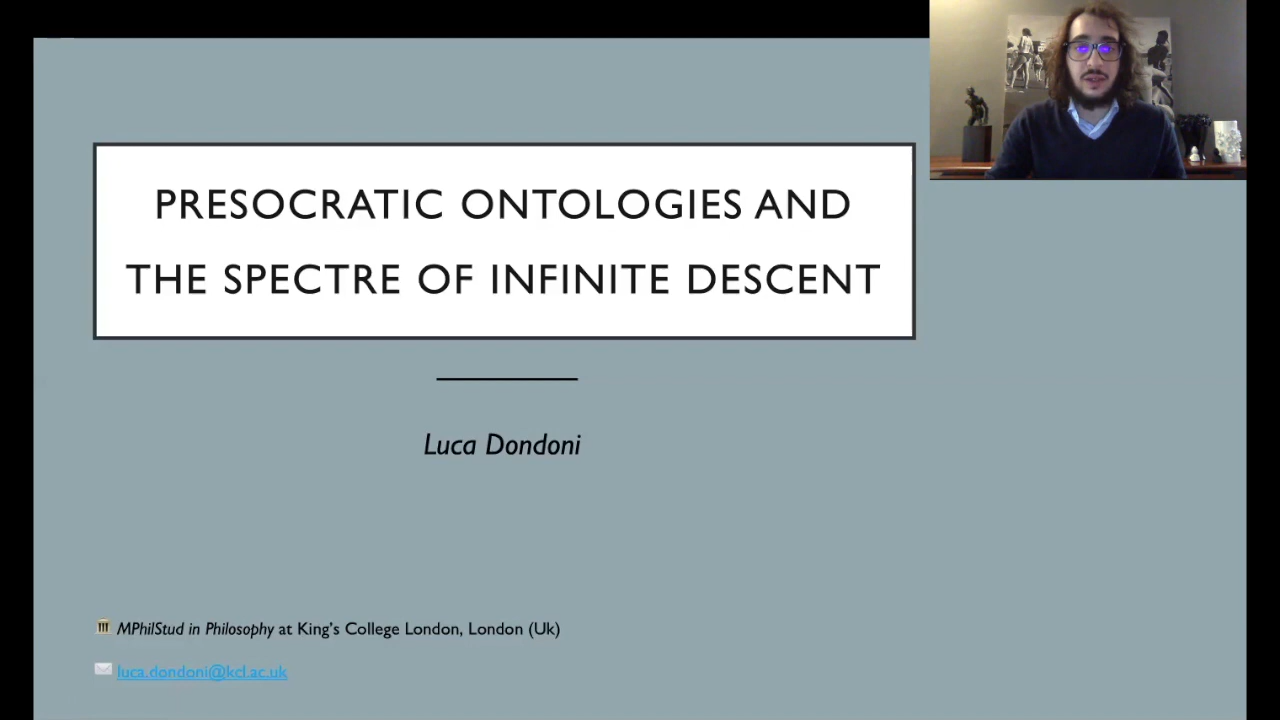 PRESOCRATIC ONTOLOGIES AND
THE SPECTRE OF INFINITE DESCENT
Luca Dondoni
MPhilStud in Philosophy at King's College London, London (Uk)
luca.dondoni@kcl.ac.uk